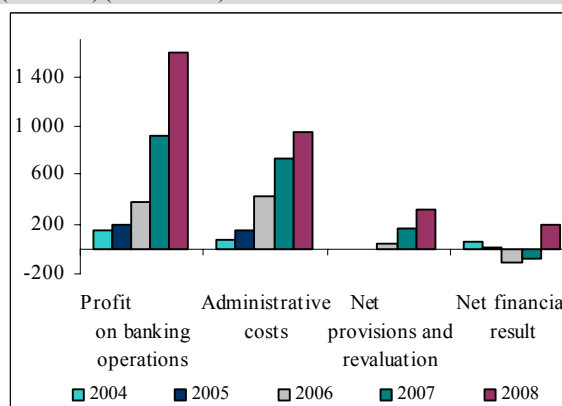 1 400
1 000
600
200
-200
Profit on banking operations
Administrative costs
Net provisions and revaluation
Net financia result
2004 2005 2006 2007 2008